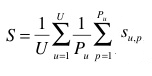 $S = \frac{1}{U} \sum_{u=1}^{U} \frac{1}{P_u} \sum_{p=1}^{P_u} s_{u,p}$